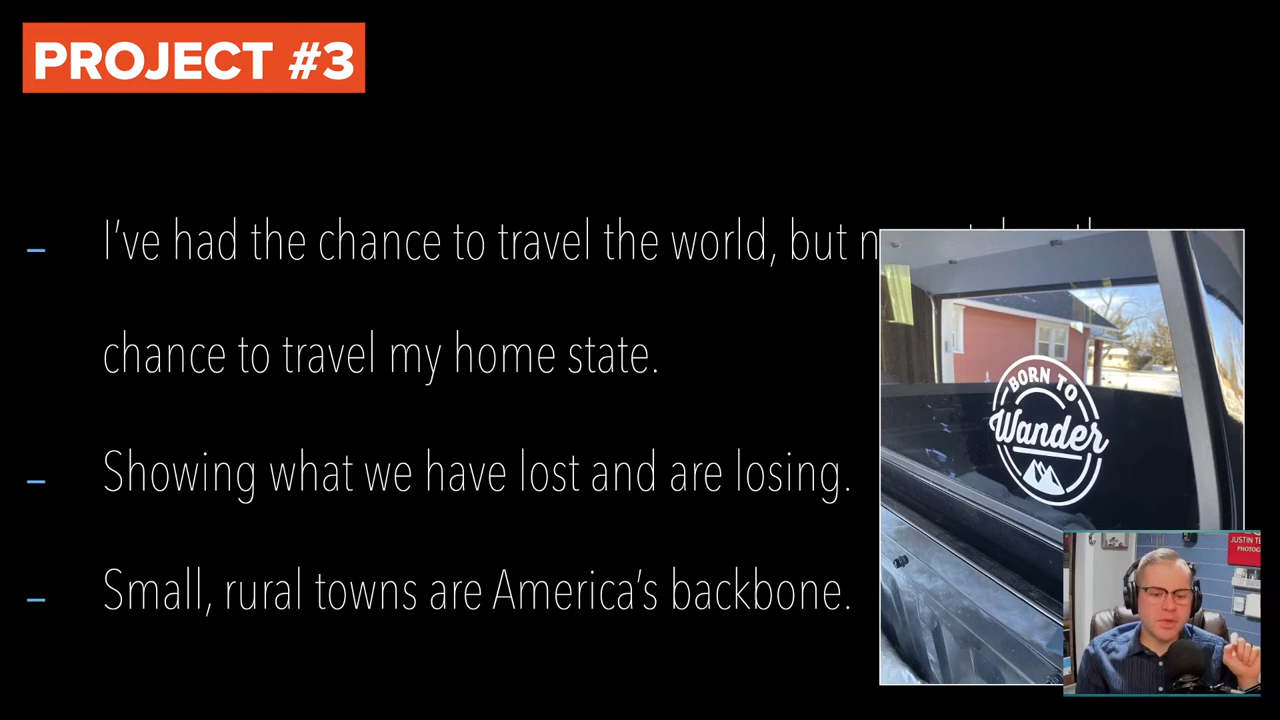 PROJECT #3
– I’ve had the chance to travel the world, but
chance to travel my home state.
– Showing what we have lost and are losing.
– Small, rural towns are America’s backbone.
BORN TO
Wander
JUSTIN